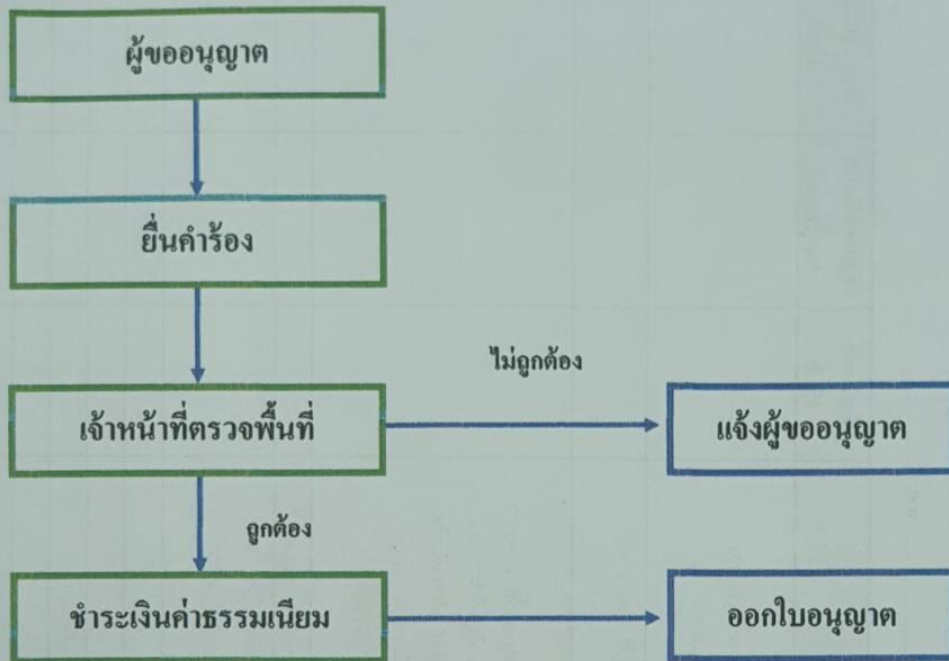 ผู้ขออนุญาต
ยื่นคำร้อง
ไม่ถูกต้อง
เจ้าหน้าที่ตรวจพื้นที่
แจ้งผู้ขออนุญาต
ถูกต้อง
ชำระเงินค่าธรรมเนียม
ออกใบอนุญาต